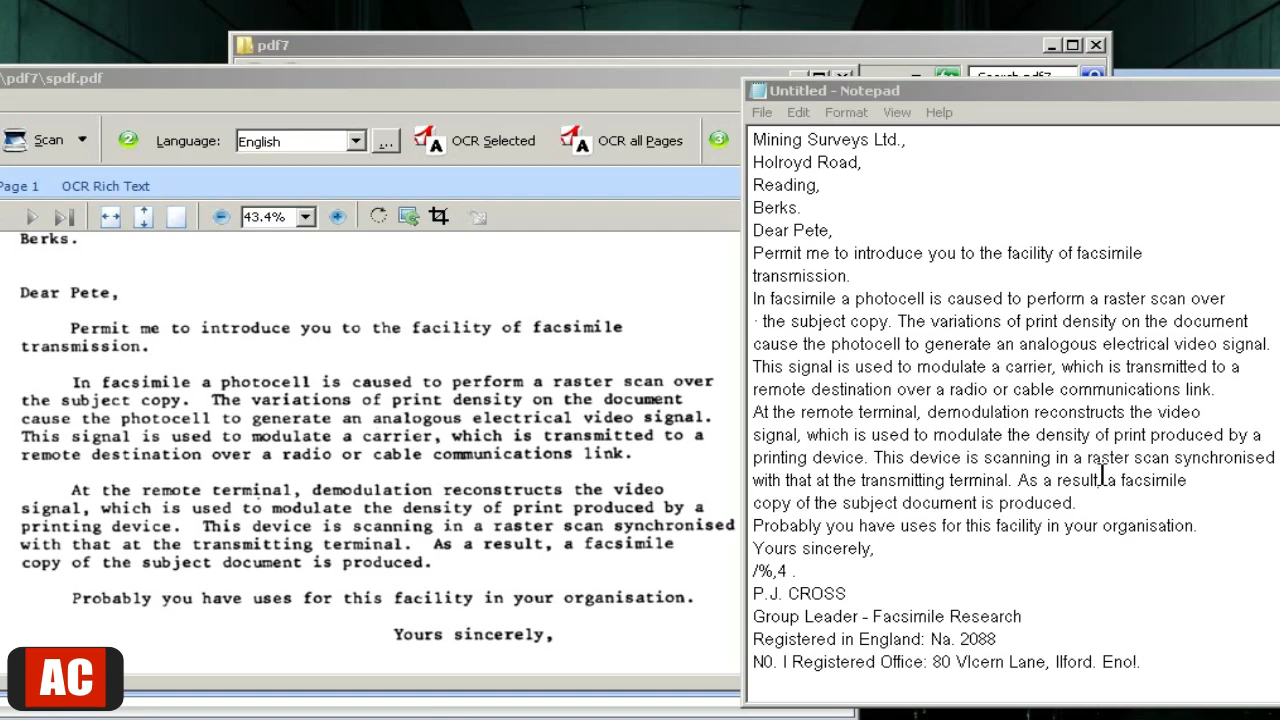 pdf7
\pdf7\spdf.pdf
Search pdf7
Scan
2
Language:
English
...
OCR Selected
OCR all Pages
3
Page 1
OCR Rich Text
43.4%
Berks.
Dear Pete,
Permit me to introduce you to the facility of facsimile
transmission.
In facsimile a photocell is caused to perform a raster scan over
the subject copy. The variations of print density on the document
cause the photocell to generate an analogous electrical video signal.
This signal is used to modulate a carrier, which is transmitted to a
remote destination over a radio or cable communications link.
At the remote terminal, demodulation reconstructs the video
signal, which is used to modulate the density of print produced by a
printing device. This device is scanning in a raster scan synchronised
with that at the transmitting terminal. As a result, a facsimile
copy of the subject document is produced.
Probably you have uses for this facility in your organisation.
Yours sincerely,
AC
Untitled - Notepad
File Edit Format View Help
Mining Surveys Ltd.,
Holroyd Road,
Reading,
Berks.
Dear Pete,
Permit me to introduce you to the facility of facsimile
transmission.
In facsimile a photocell is caused to perform a raster scan over
· the subject copy. The variations of print density on the document
cause the photocell to generate an analogous electrical video signal.
This signal is used to modulate a carrier, which is transmitted to a
remote destination over a radio or cable communications link.
At the remote terminal, demodulation reconstructs the video
signal, which is used to modulate the density of print produced by a
printing device. This device is scanning in a raster scan synchronised
with that at the transmitting terminal. As a result, a facsimile
copy of the subject document is produced.
Probably you have uses for this facility in your organisation.
Yours sincerely,
/%,4 .
P.J. CROSS
Group Leader - Facsimile Research
Registered in England: Na. 2088
N0. I Registered Office: 80 VIcern Lane, Ilford. Eno!.